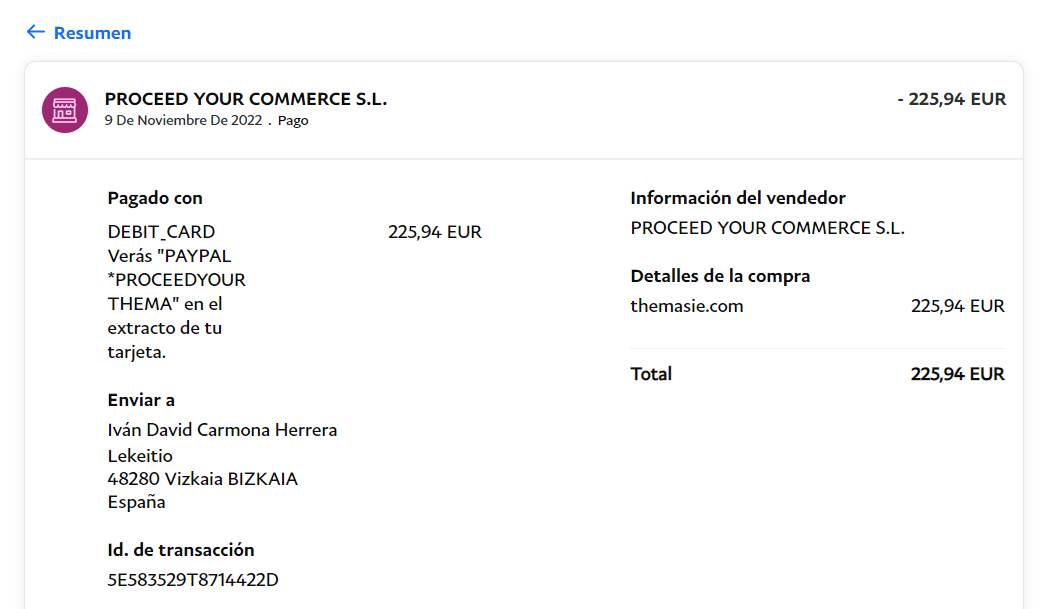 ← Resumen
PROCEED YOUR COMMERCE S.L.
- 225,94 EUR
9 De Noviembre De 2022 . Pago
Pagado con
DEBIT_CARD
225,94 EUR
Verás "PAYPAL
*PROCEEDYOUR
THEMA" en el
extracto de tu
tarjeta.
Enviar a
Iván David Carmona Herrera
Lekeitio
48280 Vizkaia BIZKAIA
España
Id. de transacción
5E583529T8714422D
Información del vendedor
PROCEED YOUR COMMERCE S.L.
Detalles de la compra
themasie.com
225,94 EUR
Total
225,94 EUR